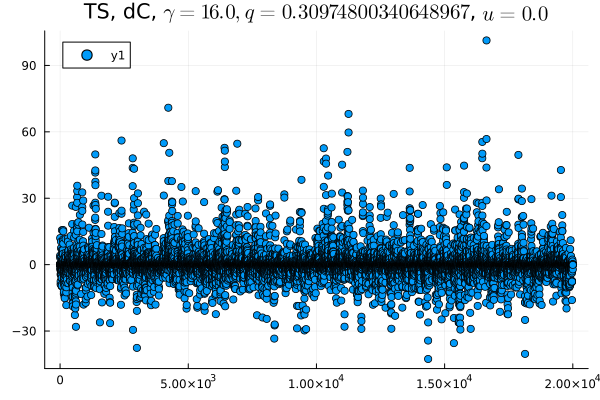 TS, dC, γ = 16.0, q = 0.30974800340648967, u = 0.0
y1
90
60
30
0
−30
0 5.00×10³ 1.00×10⁴ 1.50×10⁴ 2.00×10⁴